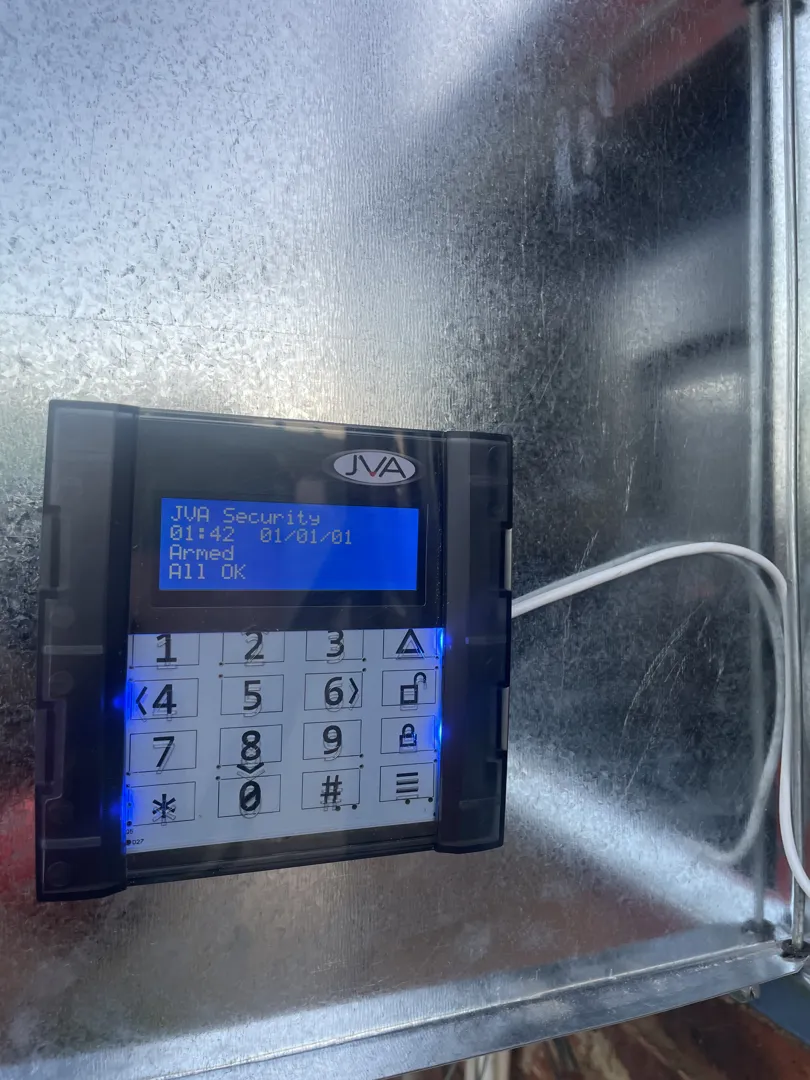 JVA
JVA Security
01:42 01/01/01
Armed
All OK
1 2 3
4 5 6
7 8 9
* 0 #
D27